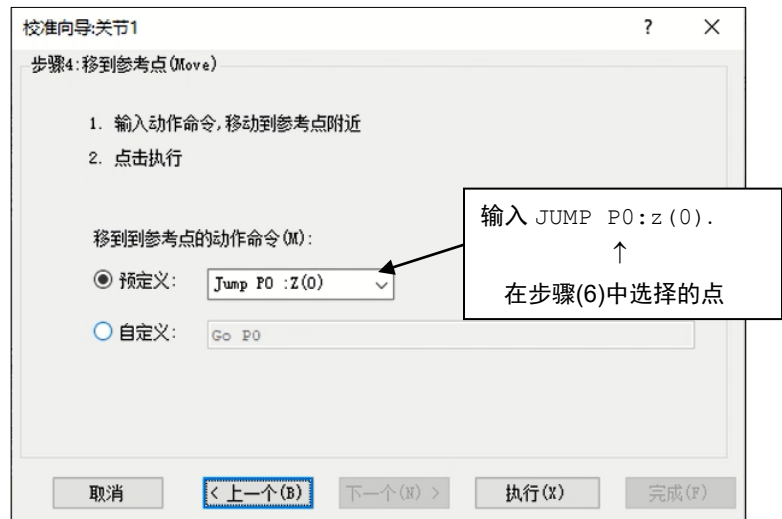 校准向导:关节1
? ×
步骤4:移到参考点(Move)
1. 输入动作命令,移动到参考点附近
2. 点击执行
输入 JUMP P0:z(0).
↑
在步骤(6)中选择的点
移到到参考点的动作命令(M):
预定义: Jump P0 :Z(0)
自定义: Go P0
取消 < 上一个(B) 下一个(N) > 执行(X) 完成(F)